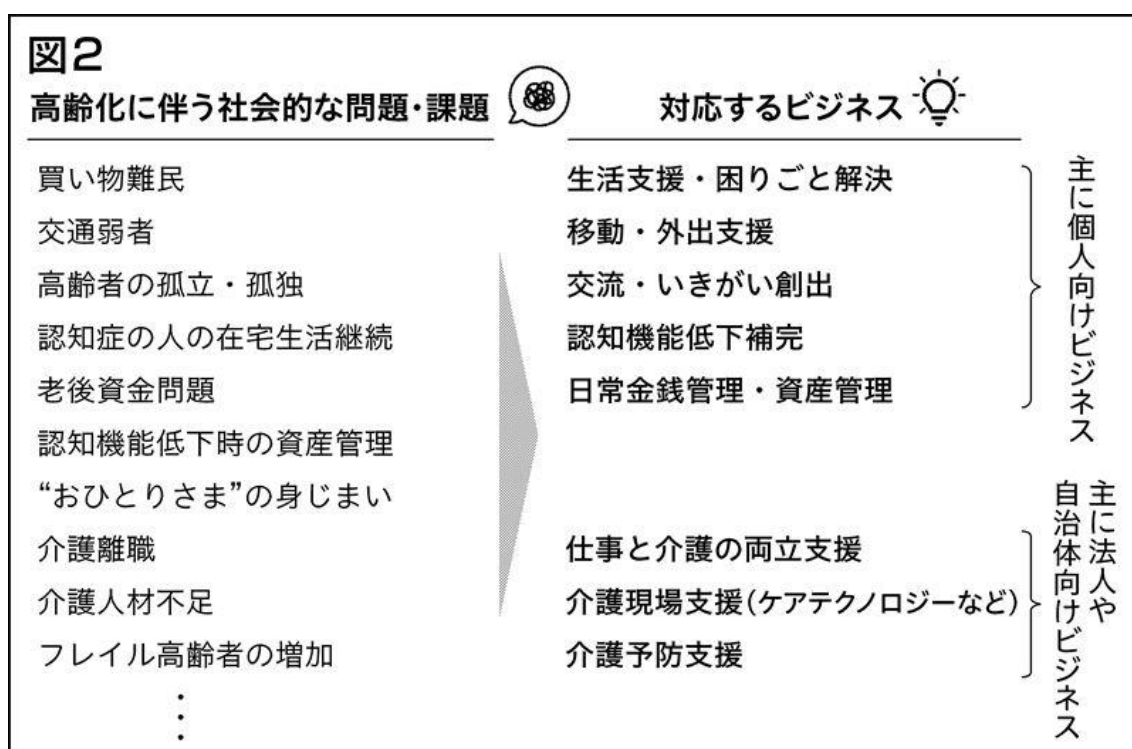 図2
高齢化に伴う社会的な問題・課題
対応するビジネス
買い物難民
交通弱者
高齢者の孤立・孤独
認知症の人の在宅生活継続
老後資金問題
認知機能低下時の資産管理
“おひとりさま”の身じまい
介護離職
介護人材不足
フレイル高齢者の増加
生活支援・困りごと解決
移動・外出支援
交流・いきがい創出
認知機能低下補完
日常金銭管理・資産管理
仕事と介護の両立支援
介護現場支援(ケアテクノロジーなど)
介護予防支援
主に個人向けビジネス
主に法人や
自治体向けビジネス